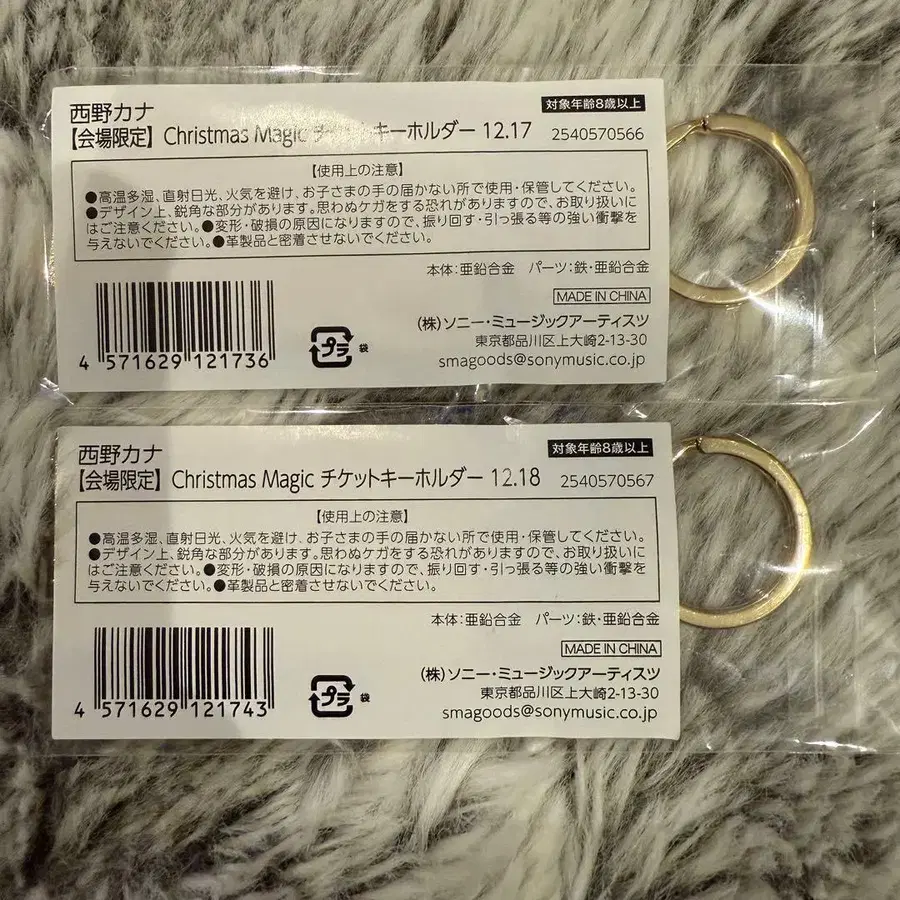 西野カナ
対象年齢8歳以上
【会場限定】 Christmas Magic チケットキーホルダー 12.17 2540570566
【使用上の注意】
●高温多湿、直射日光、火気を避け、お子さまの手の届かない所で使用・保管してください。
●デザイン上、鋭角な部分があります。思わぬケガをする恐れがありますので、お取り扱いに
はご注意ください。●変形・破損の原因になりますので、振り回す・引っ張る等の強い衝撃を
与えないでください。●革製品と密着させないでください。
本体：亜鉛合金 パーツ：鉄・亜鉛合金
MADE IN CHINA
(株)ソニー・ミュージックアーティスツ
東京都品川区上大崎2-13-30
smagoods@sonymusic.co.jp
4 571629 121736
プラ 袋
西野カナ
対象年齢8歳以上
【会場限定】 Christmas Magic チケットキーホルダー 12.18 2540570567
【使用上の注意】
●高温多湿、直射日光、火気を避け、お子さまの手の届かない所で使用・保管してください。
●デザイン上、鋭角な部分があります。思わぬケガをする恐れがありますので、お取り扱いに
はご注意ください。●変形・破損の原因になりますので、振り回す・引っ張る等の強い衝撃を
与えないでください。●革製品と密着させないでください。
本体：亜鉛合金 パーツ：鉄・亜鉛合金
MADE IN CHINA
(株)ソニー・ミュージックアーティスツ
東京都品川区上大崎2-13-30
smagoods@sonymusic.co.jp
4 571629 121743
プラ 袋